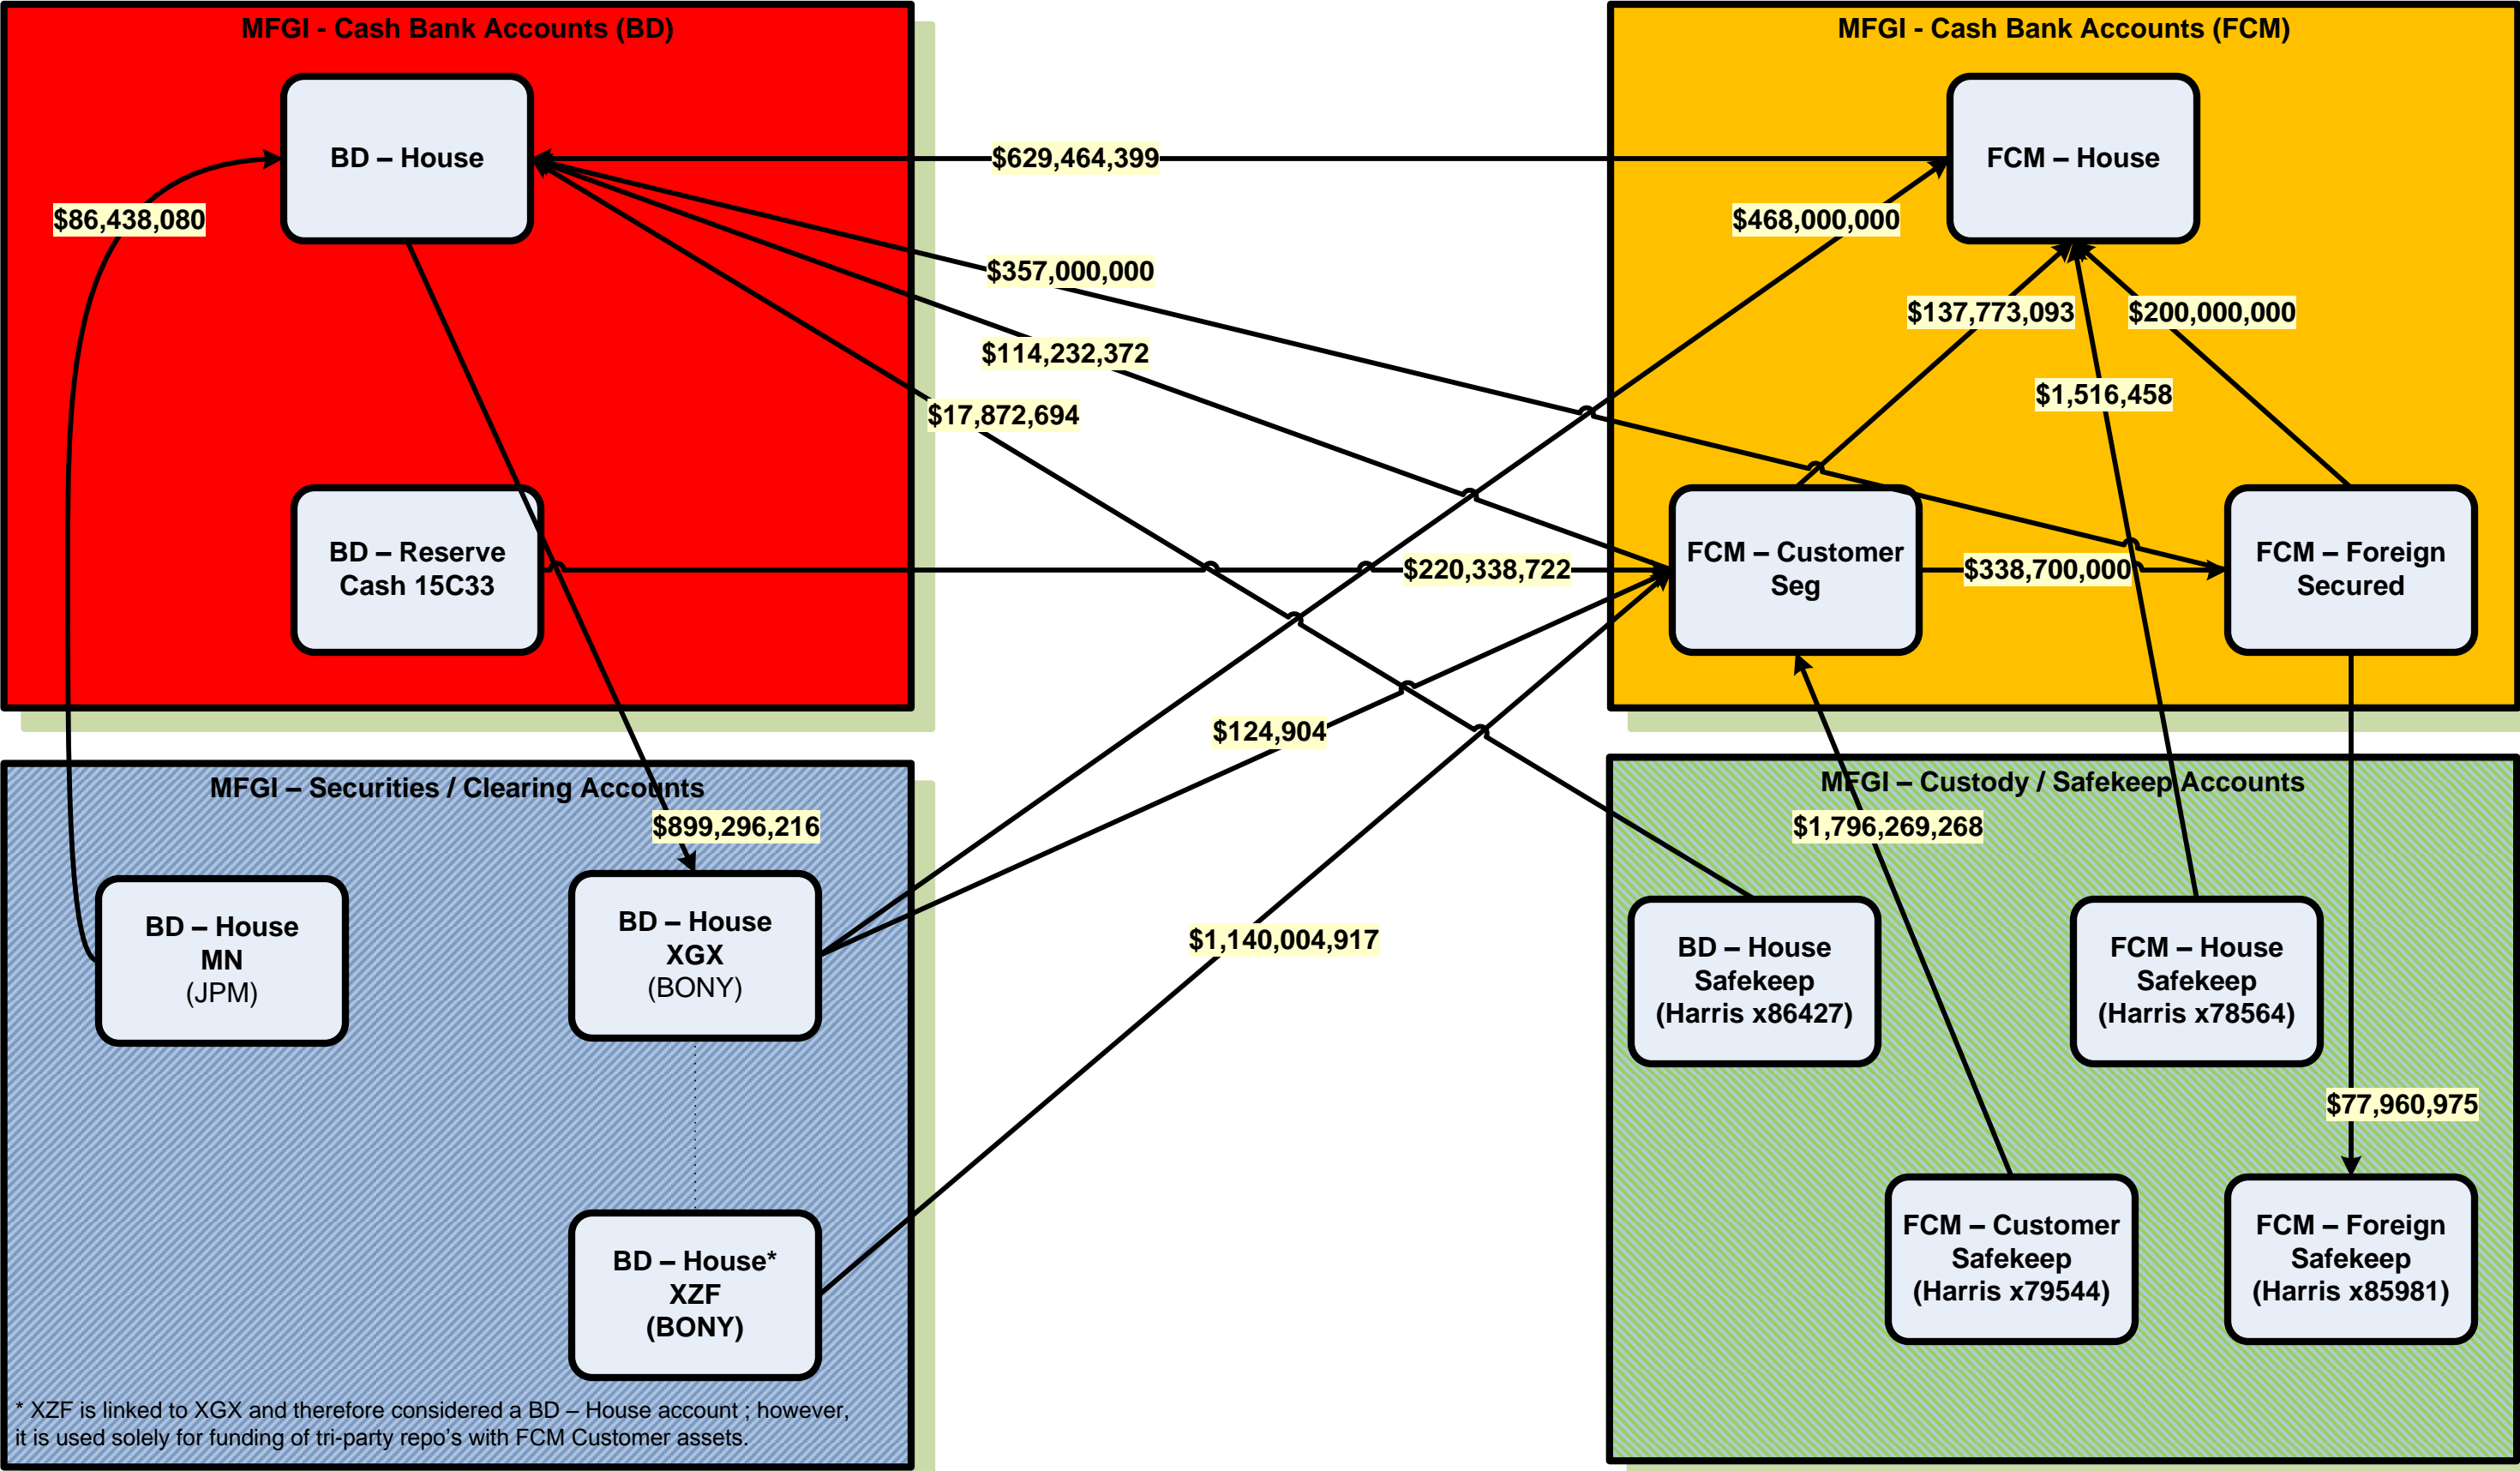 MFGI - Cash Bank Accounts (BD)
BD – House
$86,438,080
BD – Reserve
Cash 15C33
MFGI - Cash Bank Accounts (FCM)
FCM – House
$629,464,399
$468,000,000
$357,000,000
$137,773,093
$200,000,000
$114,232,372
$1,516,458
$17,872,694
$220,338,722
FCM – Customer
Seg
$338,700,000
FCM – Foreign
Secured
$124,904
$1,140,004,917
MFGI – Securities / Clearing Accounts
$899,296,216
BD – House
MN
(JPM)
BD – House
XGX
(BONY)
BD – House*
XZF
(BONY)
* XZF is linked to XGX and therefore considered a BD – House account ; however,
it is used solely for funding of tri-party repo's with FCM Customer assets.
MFGI – Custody / Safekeep Accounts
$1,796,269,268
BD – House
Safekeep
(Harris x86427)
FCM – House
Safekeep
(Harris x78564)
$77,960,975
FCM – Customer
Safekeep
(Harris x79544)
FCM – Foreign
Safekeep
(Harris x85981)